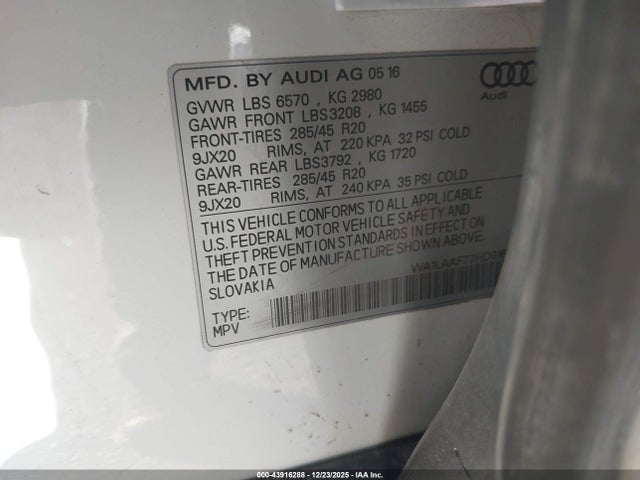 MFD. BY AUDI AG 05 16
Audi
GVWR LBS 6570 , KG 2980
GAWR FRONT LBS3208 , KG 1455
FRONT-TIRES 285/45 R20
9JX20 RIMS, AT 220 KPA 32 PSI COLD
GAWR REAR LBS3792 , KG 1720
REAR-TIRES 285/45 R20
9JX20 RIMS, AT 240 KPA 35 PSI COLD
THIS VEHICLE CONFORMS TO ALL APPLICABLE
U.S. FEDERAL MOTOR VEHICLE SAFETY AND
THEFT PREVENTION STANDARDS IN EFFECT ON
THE DATE OF MANUFACTURE SHOWN ABOVE.
SLOVAKIA
TYPE:
MPV
00-43916288 - 12/23/2025 - IAA Inc.